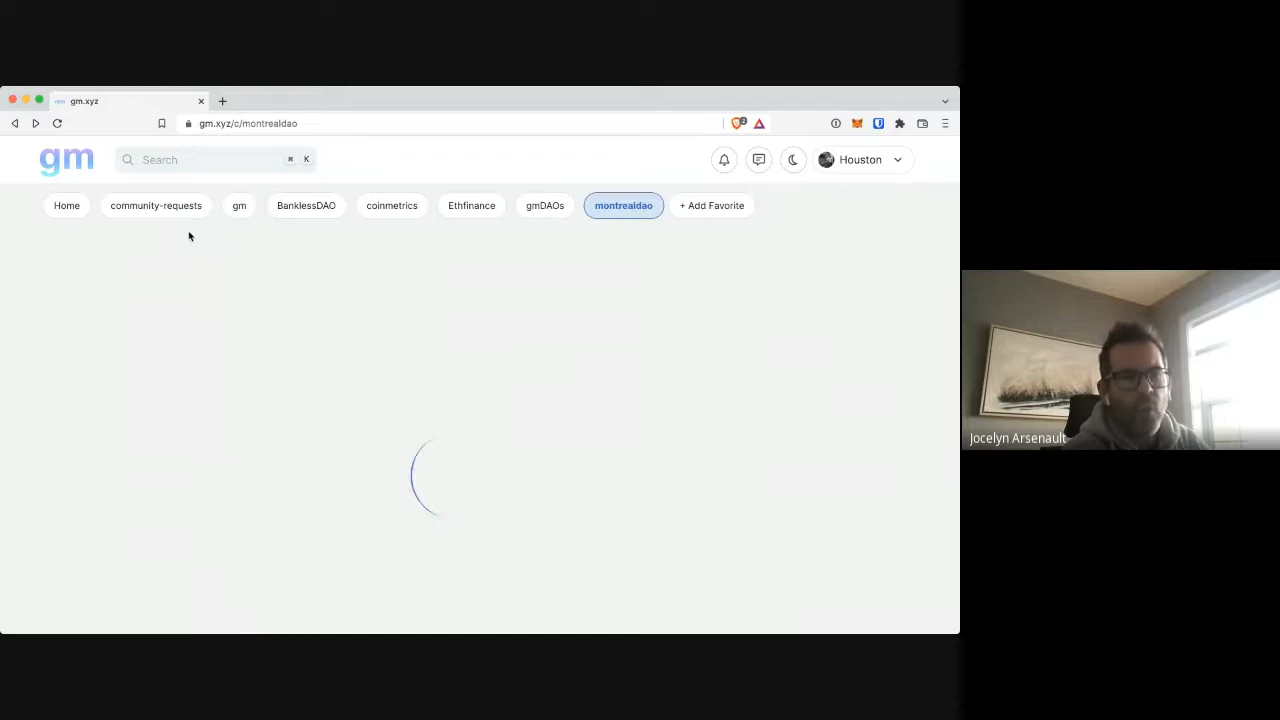 gm.xyz
gm.xyz/c/montrealdao
2
gm
Search
⌘ K
Houston
Home
community-requests
gm
BanklessDAO
coinmetrics
Ethfinance
gmDAOs
montrealdao
+ Add Favorite
Jocelyn Arsenault